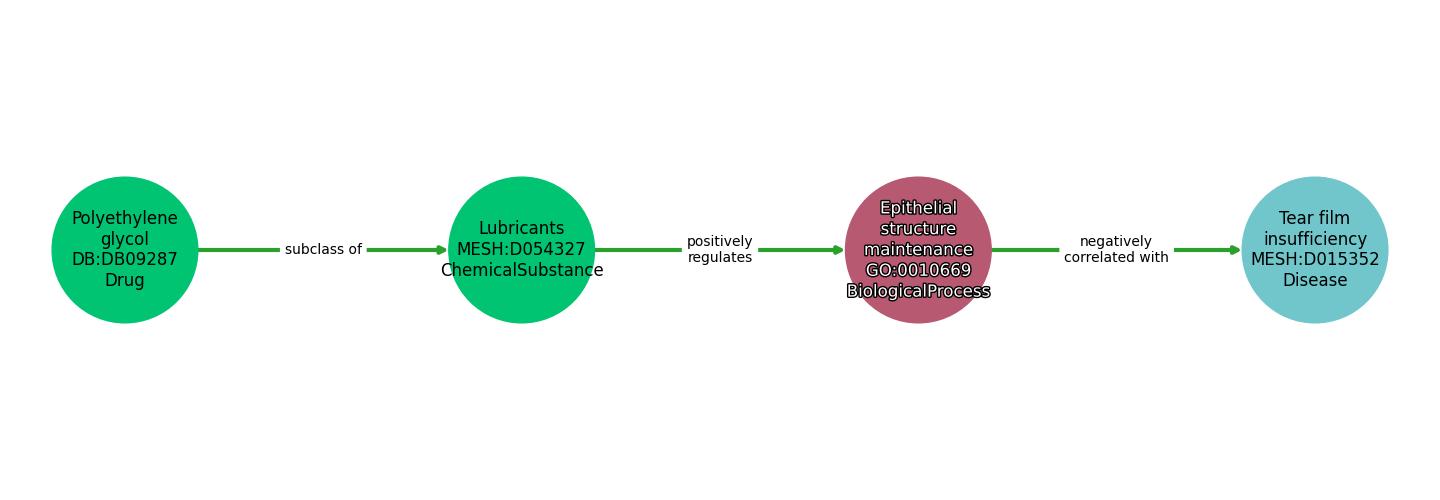 Polyethylene
glycol
DB:DB09287
Drug
subclass of
Lubricants
MESH:D054327
ChemicalSubstance
positively
regulates
Epithelial
structure
maintenance
GO:0010669
BiologicalProcess
negatively
correlated with
Tear film
insufficiency
MESH:D015352
Disease